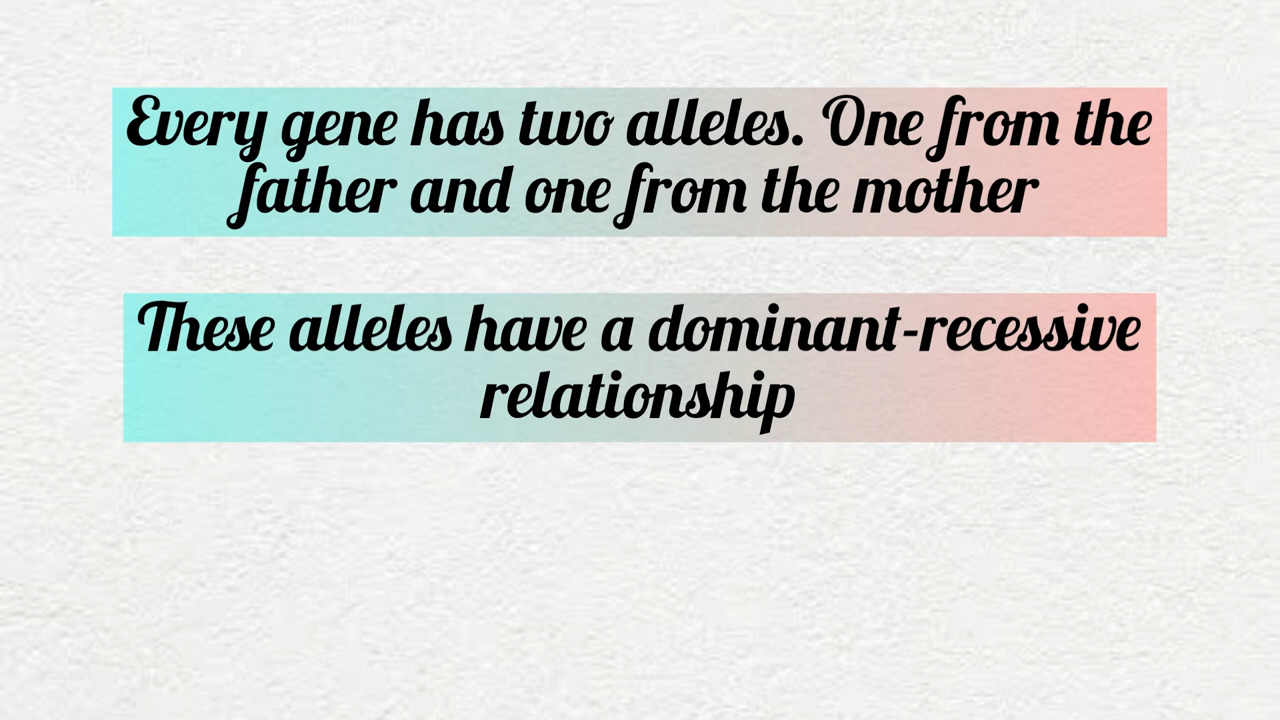 Every gene has two alleles. One from the
father and one from the mother
These alleles have a dominant-recessive
relationship